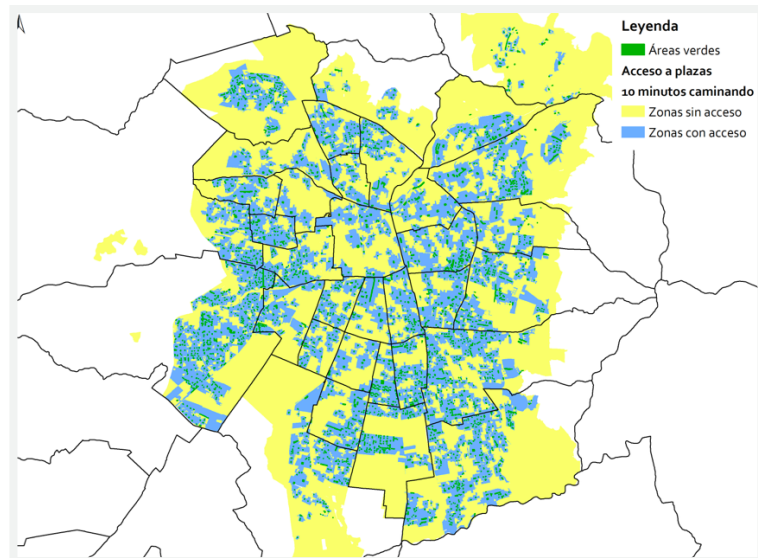 Leyenda
Áreas verdes
Acceso a plazas
10 minutos caminando
Zonas sin acceso
Zonas con acceso